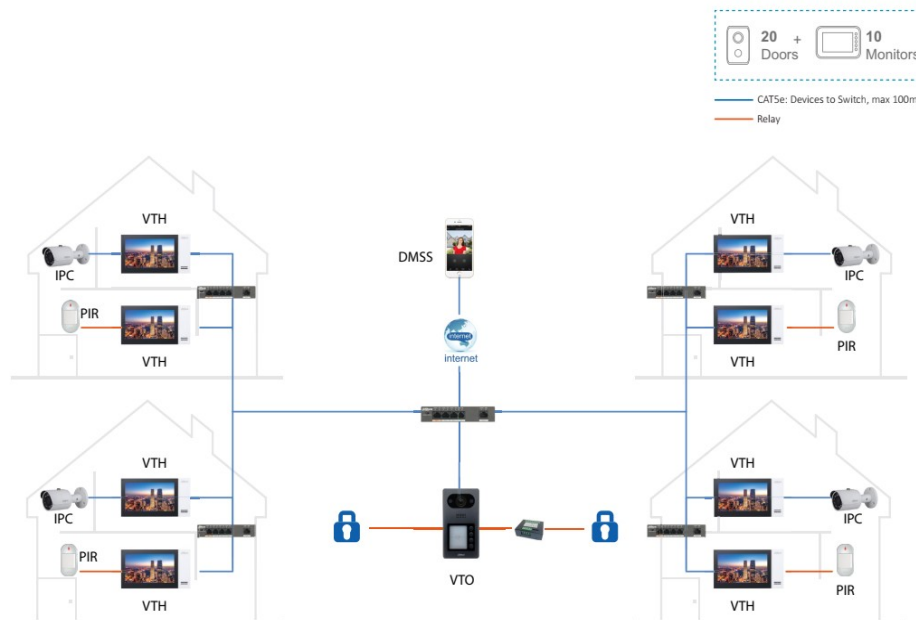 20 + 10
Doors Monitors
CAT5e: Devices to Switch, max 100m
Relay
VTH
VTH
DMSS
IPC
IPC
PIR
VTH
internet
internet
VTH
PIR
VTH
VTH
IPC
IPC
PIR
VTH
VTO
VTH
PIR